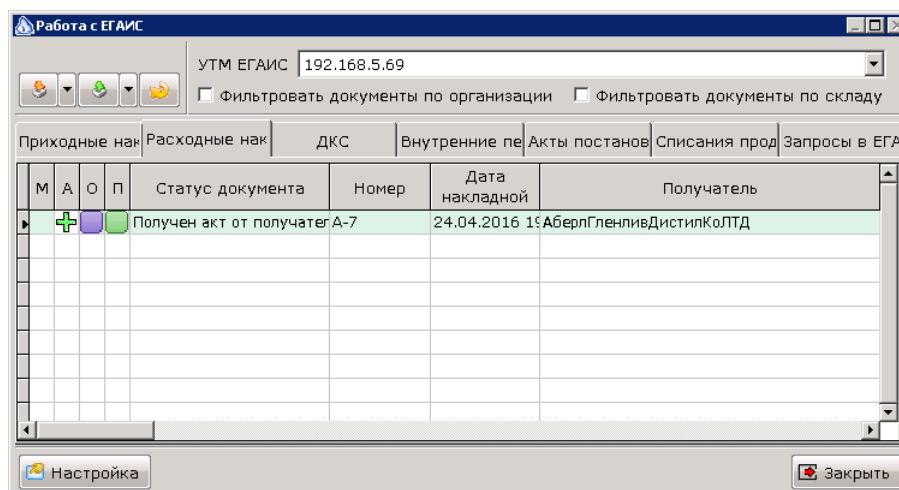 Работа с ЕГАИС
УТМ ЕГАИС 192.168.5.69
Фильтровать документы по организации Фильтровать документы по складу
Приходные нак Расходные нак ДКС Внутренние пе Акты постанов Списания прод Запросы в ЕГА
М А О П Статус документа Номер Дата накладной Получатель
Получен акт от получател А-7 24.04.2016 19 АберлГленливДистилКоЛТД
Настройка Закрыть